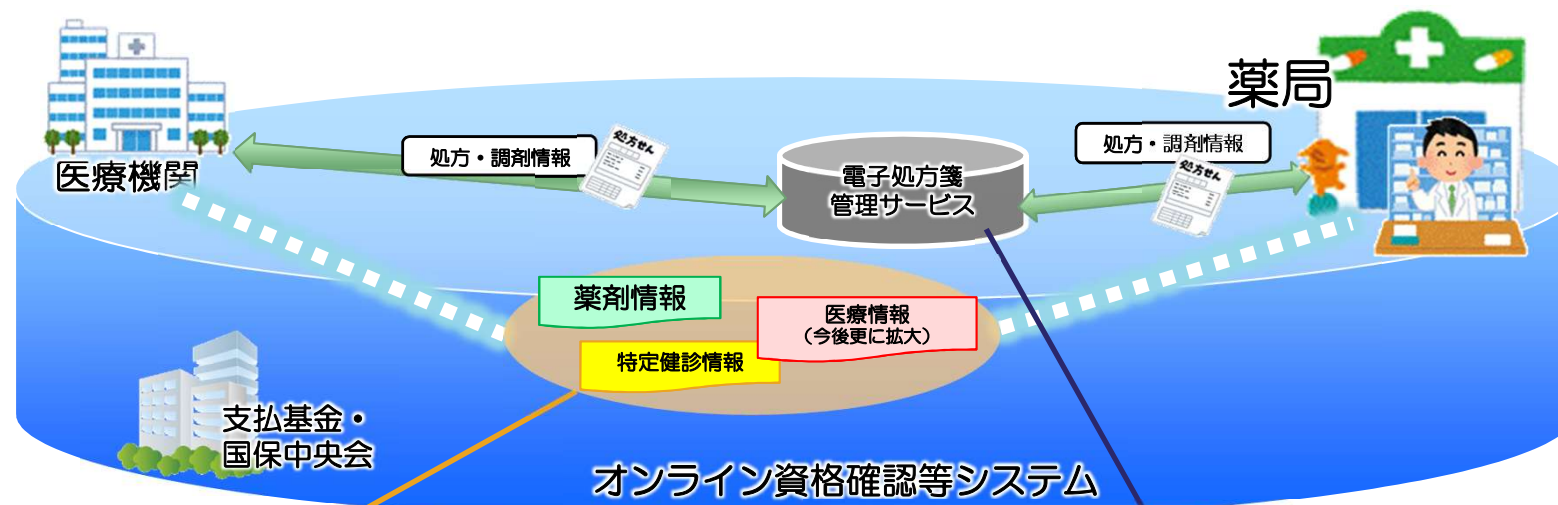 薬局
処方・調剤情報
処方せん
処方・調剤情報
処方せん
医療機関
電子処方箋
管理サービス
薬剤情報
医療情報
（今後更に拡大）
特定健診情報
支払基金・
国保中央会
オンライン資格確認等システム